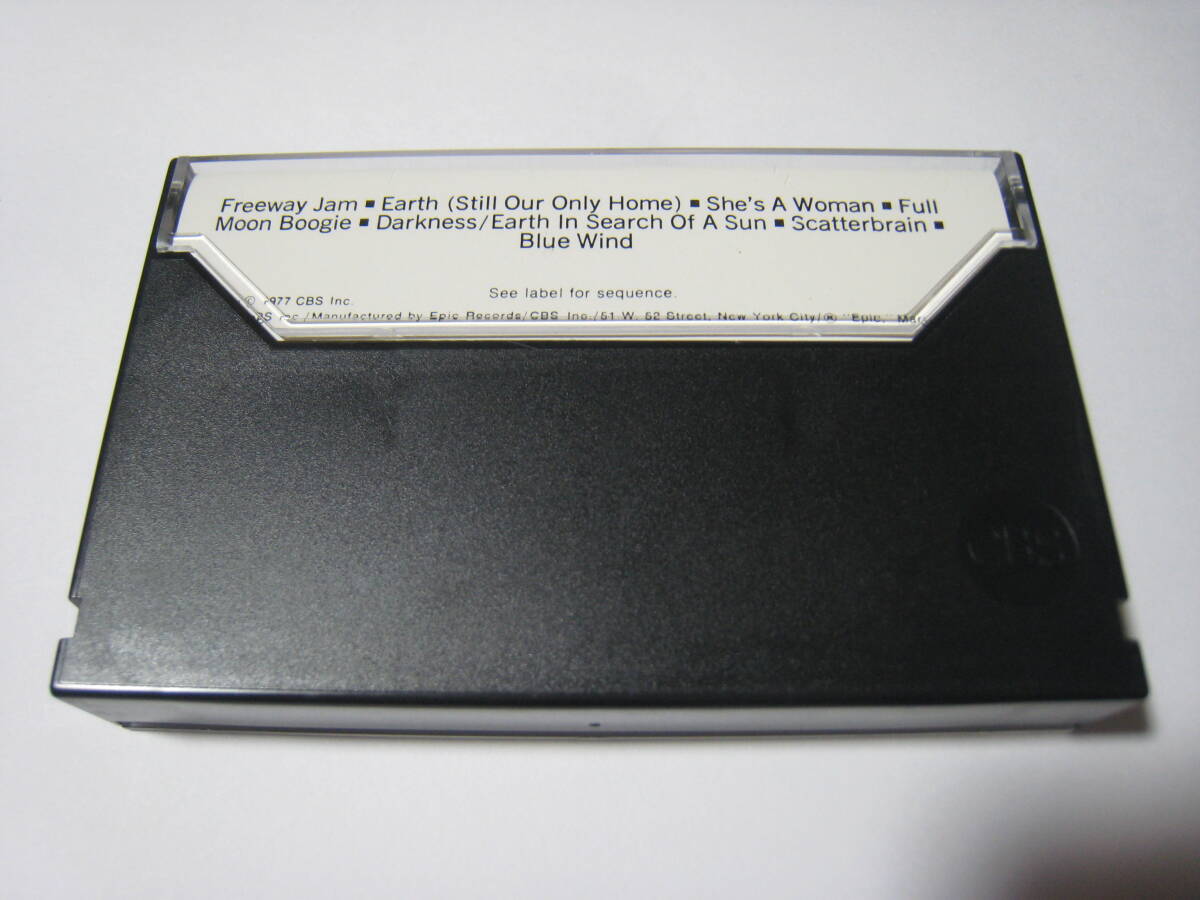 Freeway Jam ▪ Earth (Still Our Only Home) ▪ She's A Woman ▪ Full
Moon Boogie ▪ Darkness/Earth In Search Of A Sun ▪ Scatterbrain ▪
Blue Wind
See label for sequence.
© 1977 CBS Inc.
Inc./Manufactured by Epic Records/CBS Inc./51 W. 52 Street, New York City/® "Epic,
CBS